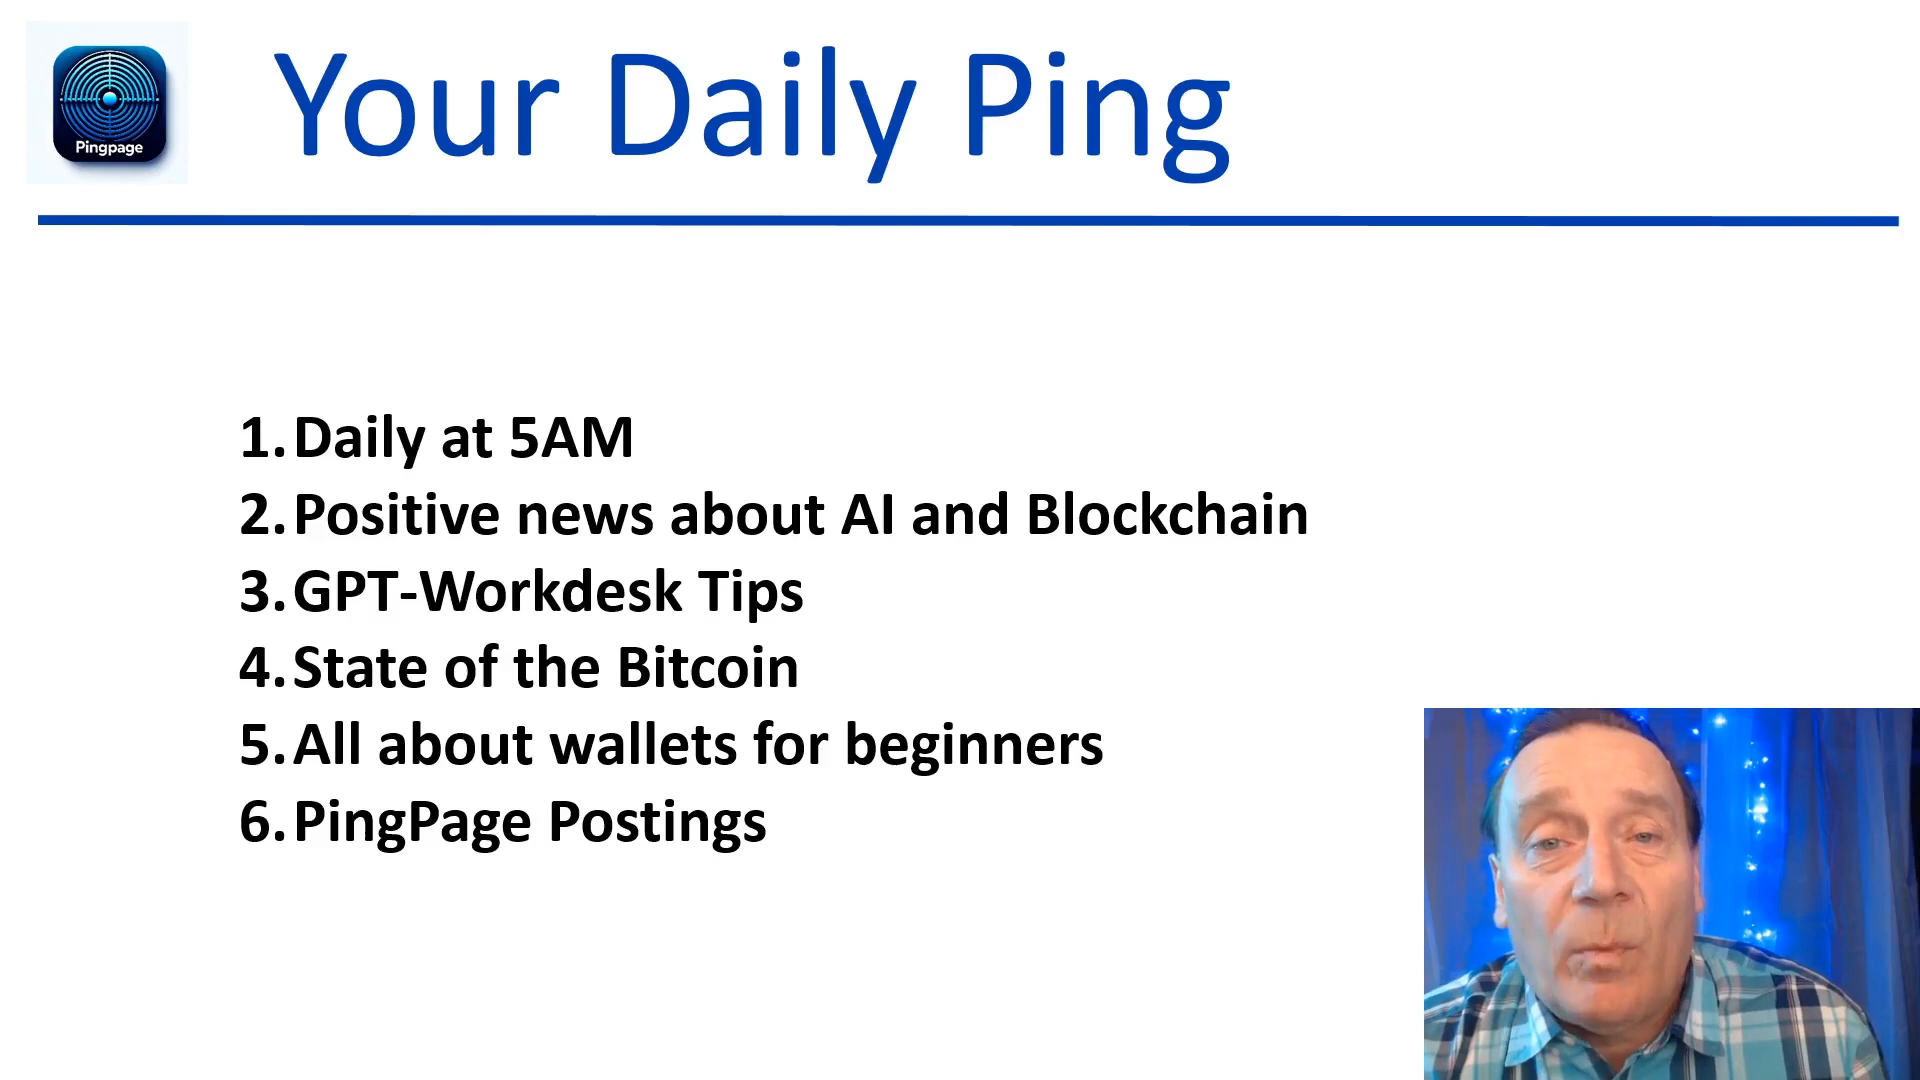 Pingpage
Your Daily Ping
1. Daily at 5AM
2. Positive news about AI and Blockchain
3. GPT-Workdesk Tips
4. State of the Bitcoin
5. All about wallets for beginners
6. PingPage Postings